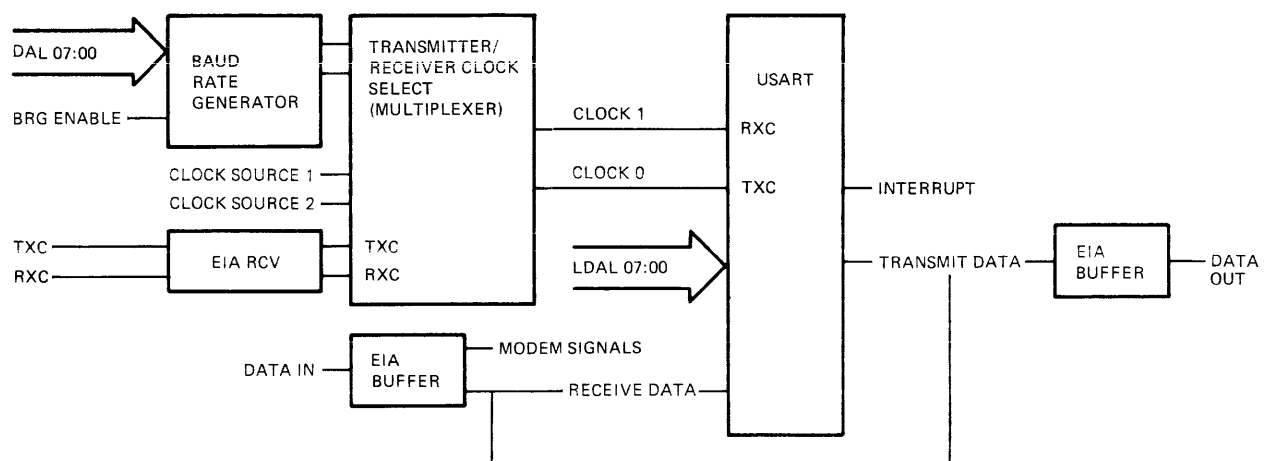 DAL 07:00
BRG ENABLE
BAUD
RATE
GENERATOR
TRANSMITTER/
RECEIVER CLOCK
SELECT
(MULTIPLEXER)
CLOCK SOURCE 1
CLOCK SOURCE 2
TXC
RXC
EIA RCV
TXC
RXC
CLOCK 1
CLOCK 0
USART
RXC
TXC
LDAL 07:00
INTERRUPT
TRANSMIT DATA
EIA
BUFFER
DATA
OUT
DATA IN
EIA
BUFFER
MODEM SIGNALS
RECEIVE DATA